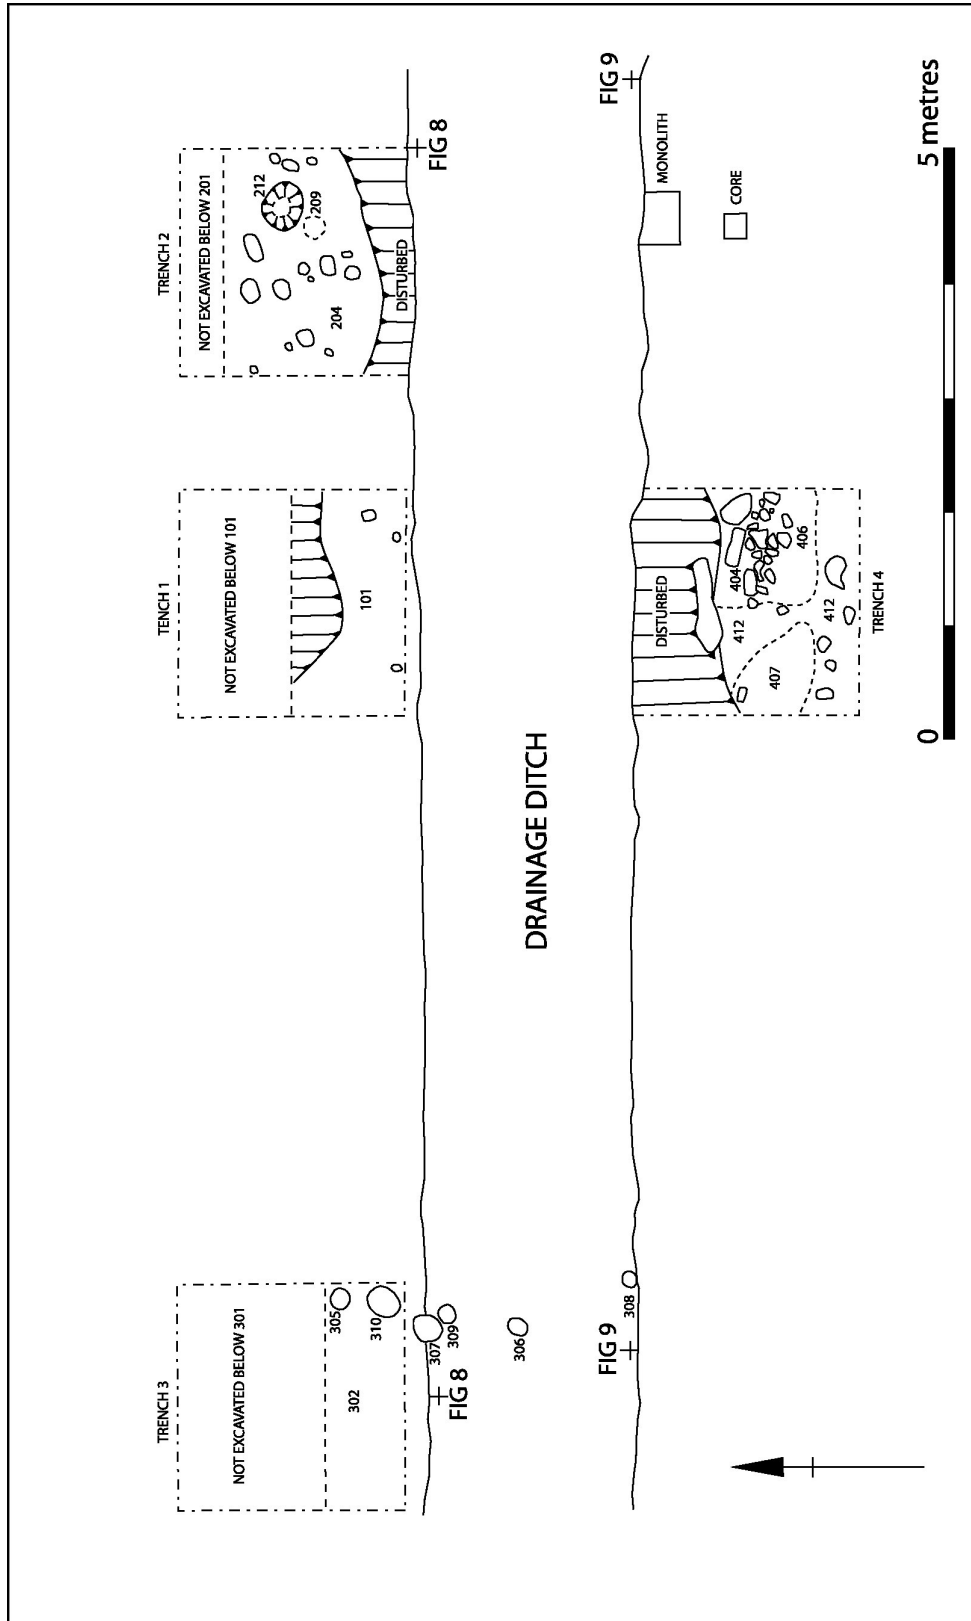 TRENCH 3
NOT EXCAVATED BELOW 301
302
305
310
307
309
306
308
FIG 8
FIG 9
TENCH 1
NOT EXCAVATED BELOW 101
101
TRENCH 2
NOT EXCAVATED BELOW 201
204
209
212
DISTURBED
FIG 8
DRAINAGE DITCH
DISTURBED
404
406
407
412
412
TRENCH 4
FIG 9
MONOLITH
CORE
0
5 metres